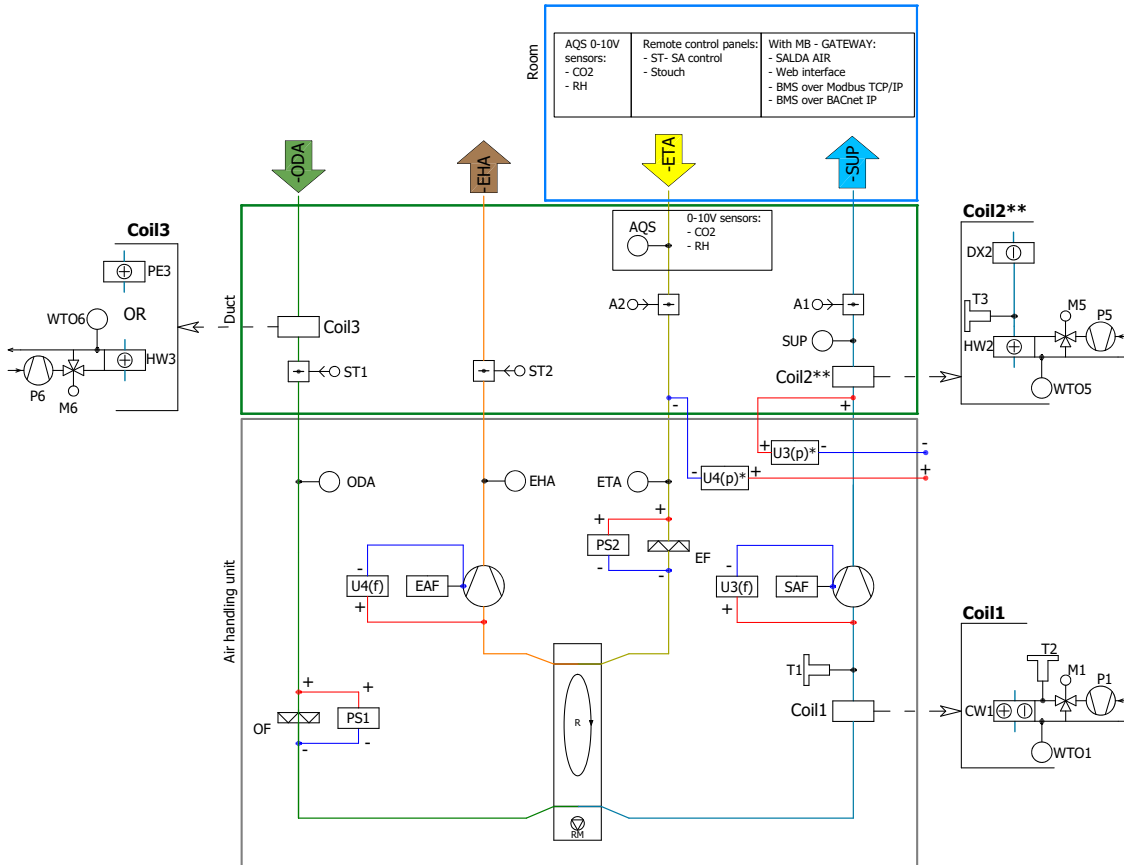 Room
AQS 0-10V
sensors:
- CO2
- RH
Remote control panels:
- ST- SA control
- Stouch
With MB - GATEWAY:
- SALDA AIR
- Web interface
- BMS over Modbus TCP/IP
- BMS over BACnet IP
-ODA
-EHA
-ETA
-SUP
Duct
AQS
0-10V sensors:
- CO2
- RH
A2
A1
SUP
Coil3
Coil2**
ST1
ST2
Coil3
PE3
OR
WTO6
HW3
P6
M6
Coil2**
DX2
T3
M5
P5
HW2
WTO5
- + + - -
U3(p)*
- + +
U4(p)*
Air handling unit
ODA
EHA
ETA
+ +
PS2
EF
- -
- -
U4(f)
EAF
+
U3(f)
SAF
+
T1
Coil1
+ +
OF
PS1
- -
R
RM
Coil1
T2
M1
P1
CW1
WTO1